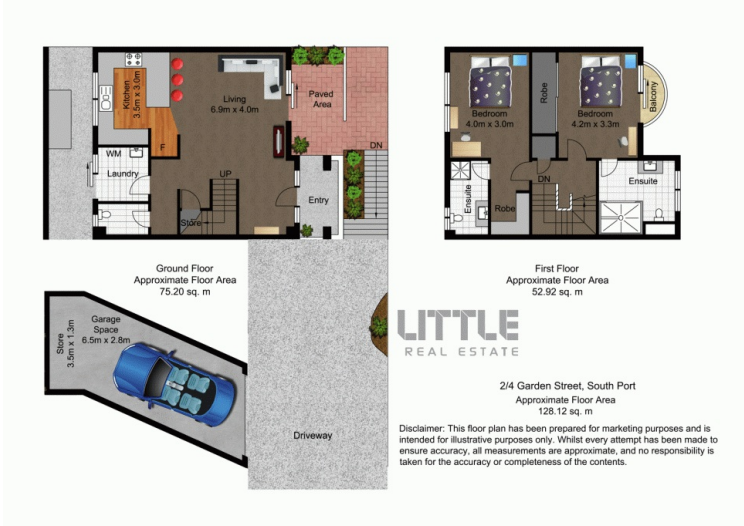 Kitchen
3.5m x 3.0m
Living
6.9m x 4.0m
Paved
Area
F
WM
Laundry
UP
DN
Store
Entry
Ground Floor
Approximate Floor Area
75.20 sq. m
Bedroom
4.0m x 3.0m
Robe
Bedroom
4.2m x 3.3m
Balcony
DN
Ensuite
Robe
Ensuite
First Floor
Approximate Floor Area
52.92 sq. m
Store
3.5m x 1.3m
Garage
Space
6.5m x 2.8m
Driveway
LITTLE
REAL ESTATE
2/4 Garden Street, South Port
Approximate Floor Area
128.12 sq. m
Disclaimer: This floor plan has been prepared for marketing purposes and is
intended for illustrative purposes only. Whilst every attempt has been made to
ensure accuracy, all measurements are approximate, and no responsibility is
taken for the accuracy or completeness of the contents.